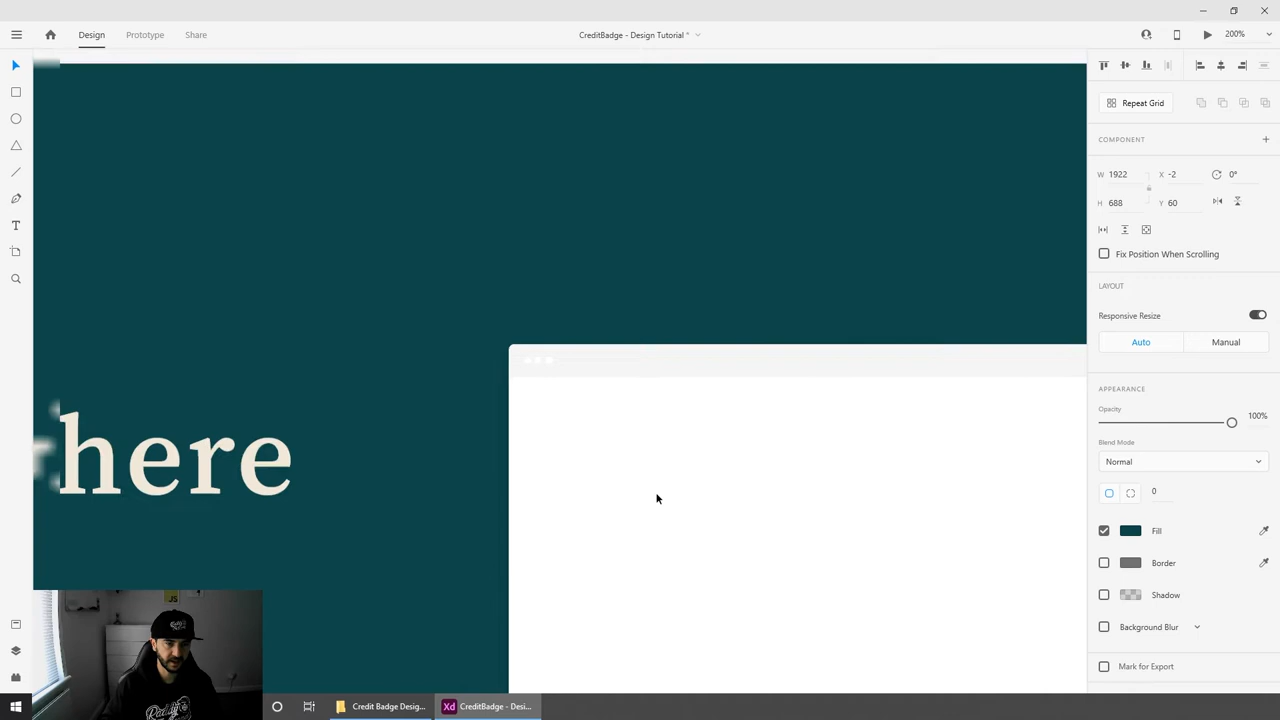 Design
Prototype
Share
CreditBadge - Design Tutorial *
200%
Repeat Grid
COMPONENT
W 1922
X -2
0°
H 688
Y 60
Fix Position When Scrolling
LAYOUT
Responsive Resize
Auto
Manual
APPEARANCE
Opacity
100%
Blend Mode
Normal
0
Fill
Border
Shadow
Background Blur
Mark for Export
here
T
JS
Xd
Credit Badge Desig...
CreditBadge - Desi...